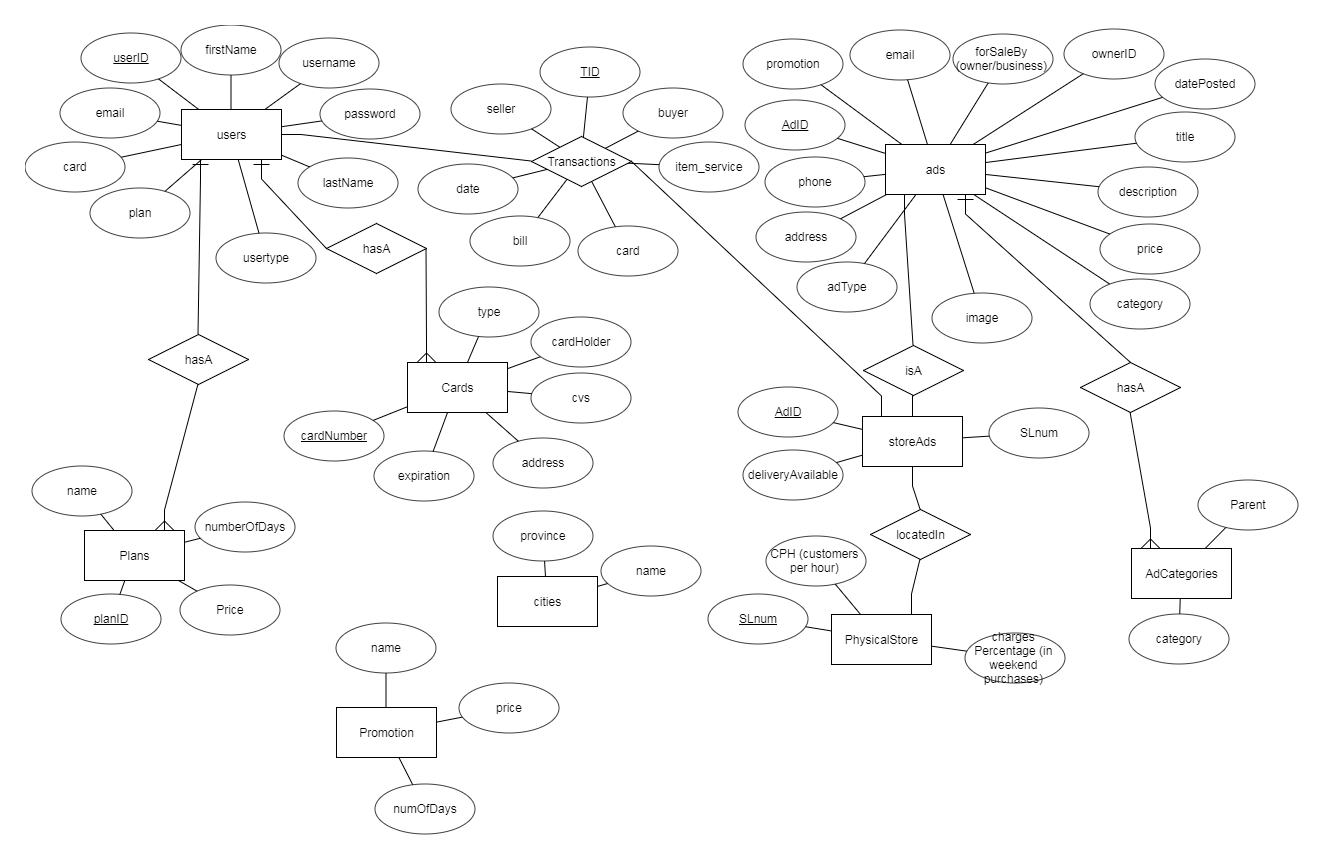 firstName
userID
username
email
password
users
card
lastName
plan
usertype
hasA
TID
seller
buyer
Transactions
item_service
date
bill
card
promotion
email
forSaleBy
(owner/business)
ownerID
datePosted
AdID
title
ads
phone
description
address
price
adType
category
image
type
cardHolder
Cards
cvs
cardNumber
expiration
address
hasA
isA
hasA
AdID
storeAds
SLnum
deliveryAvailable
locatedIn
name
numberOfDays
Plans
planID
Price
province
name
cities
CPH (customers
per hour)
SLnum
PhysicalStore
charges
Percentage (in
weekend
purchases)
Parent
AdCategories
category
name
price
Promotion
numOfDays